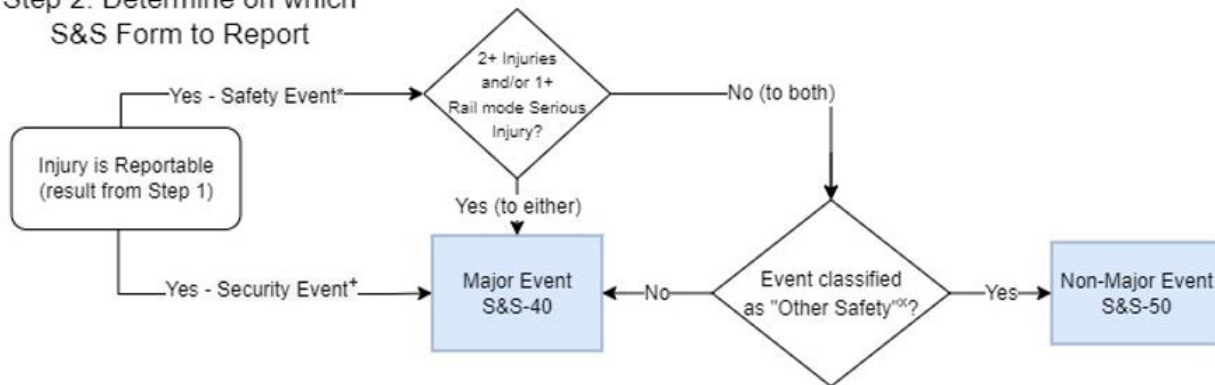 Step 2: Determine on which
S&S Form to Report
2+ Injuries
and/or 1+
Rail mode Serious
Injury?
Yes - Safety Event*
No (to both)
Injury is Reportable
(result from Step 1)
Yes (to either)
Yes - Security Event⁺
Major Event
S&S-40
No
Event classified
as "Other Safety"ˣ?
Yes
Non-Major Event
S&S-50